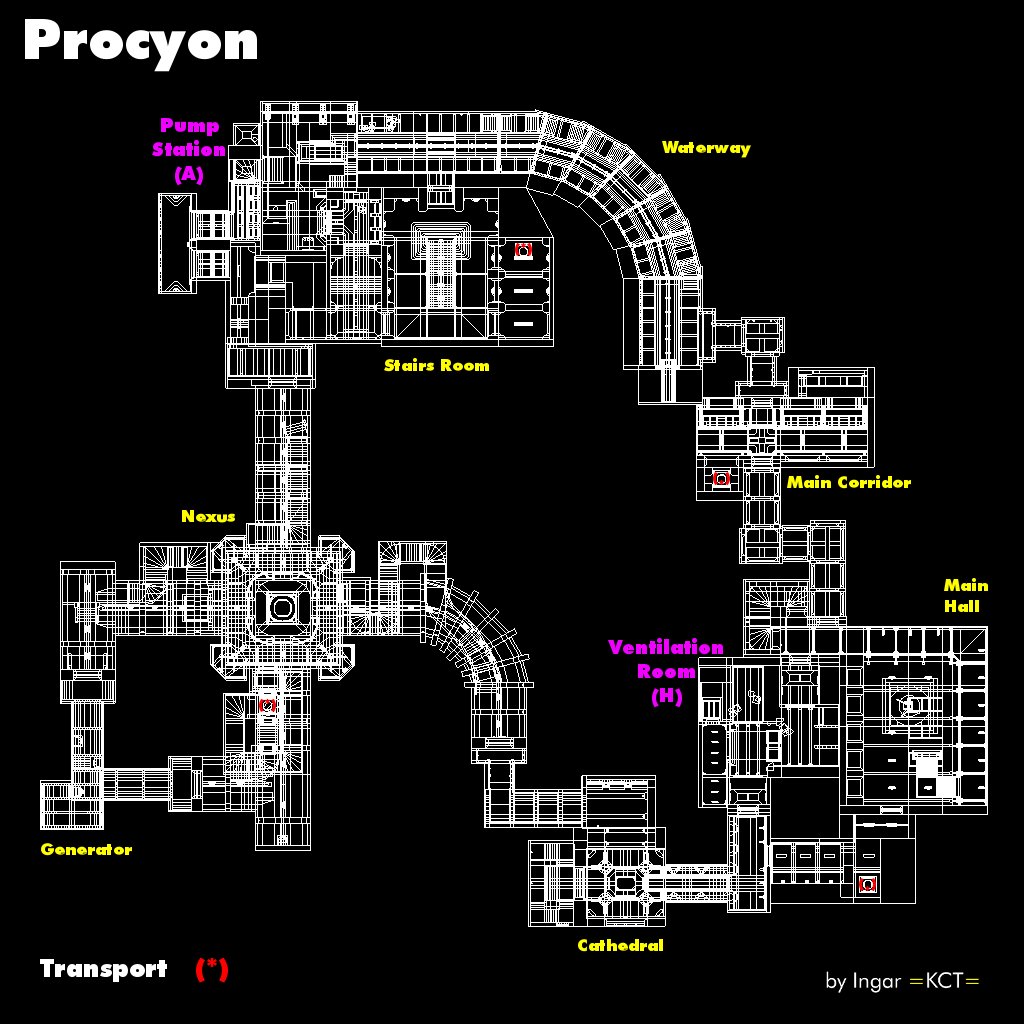 Procyon
Pump
Station
(A)
Waterway
Stairs Room
Main Corridor
Nexus
Main
Hall
Ventilation
Room
(H)
Generator
Cathedral
Transport (*)
by Ingar =KCT=